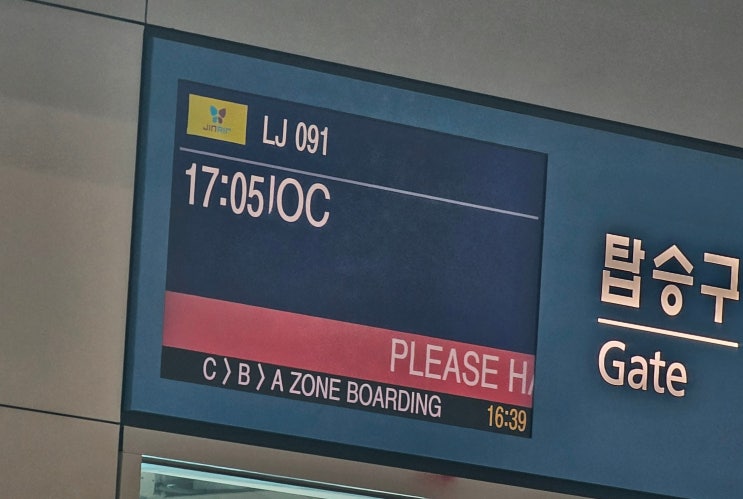 JINAIR
LJ 091
17:05
PLEASE
C > B > A ZONE BOARDING
16:39
탑승구
Gate